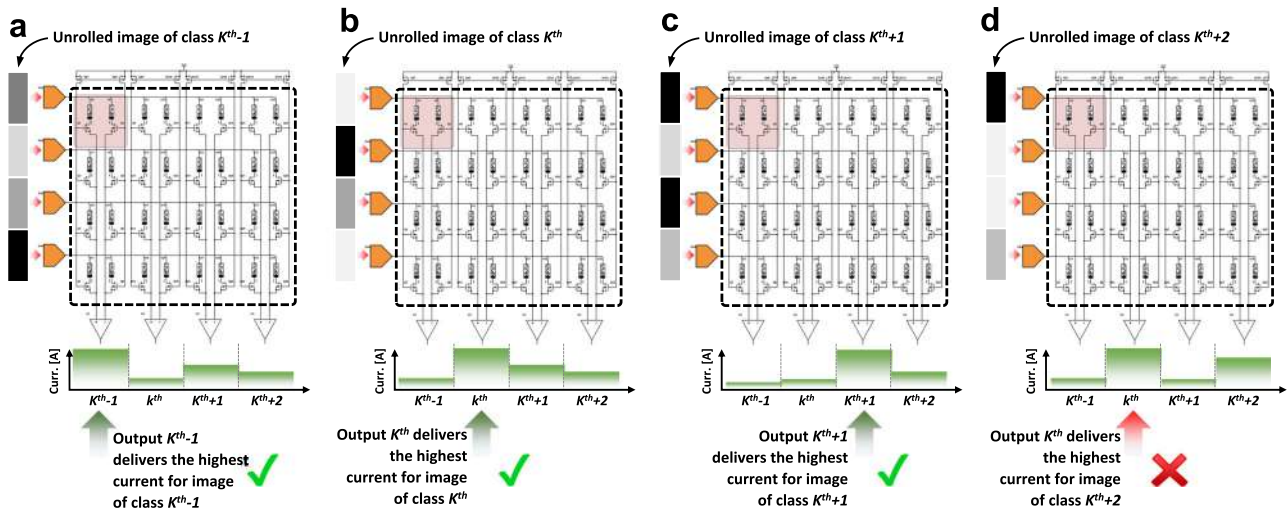 a
Unrolled image of class Kth-1
Curr. [A]
Kth-1 kth Kth+1 Kth+2
Output Kth-1
delivers the highest
current for image
of class Kth-1
b
Unrolled image of class Kth
Curr. [A]
Kth-1 kth Kth+1 Kth+2
Output Kth delivers
the highest
current for image
of class Kth
c
Unrolled image of class Kth+1
Curr. [A]
Kth-1 kth Kth+1 Kth+2
Output Kth+1
delivers the highest
current for image
of class Kth+1
d
Unrolled image of class Kth+2
Curr. [A]
Kth-1 kth Kth+1 Kth+2
Output Kth delivers
the highest
current for image
of class Kth+2